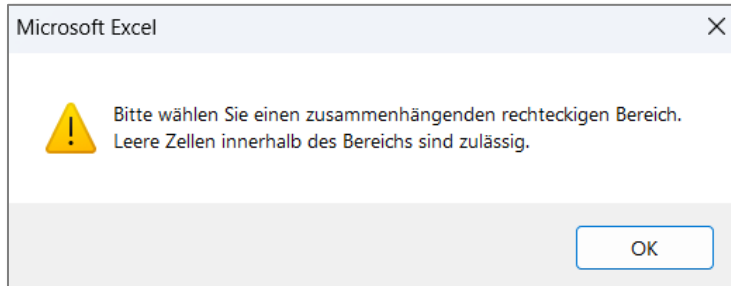 Microsoft Excel
Bitte wählen Sie einen zusammenhängenden rechteckigen Bereich.
Leere Zellen innerhalb des Bereichs sind zulässig.
OK